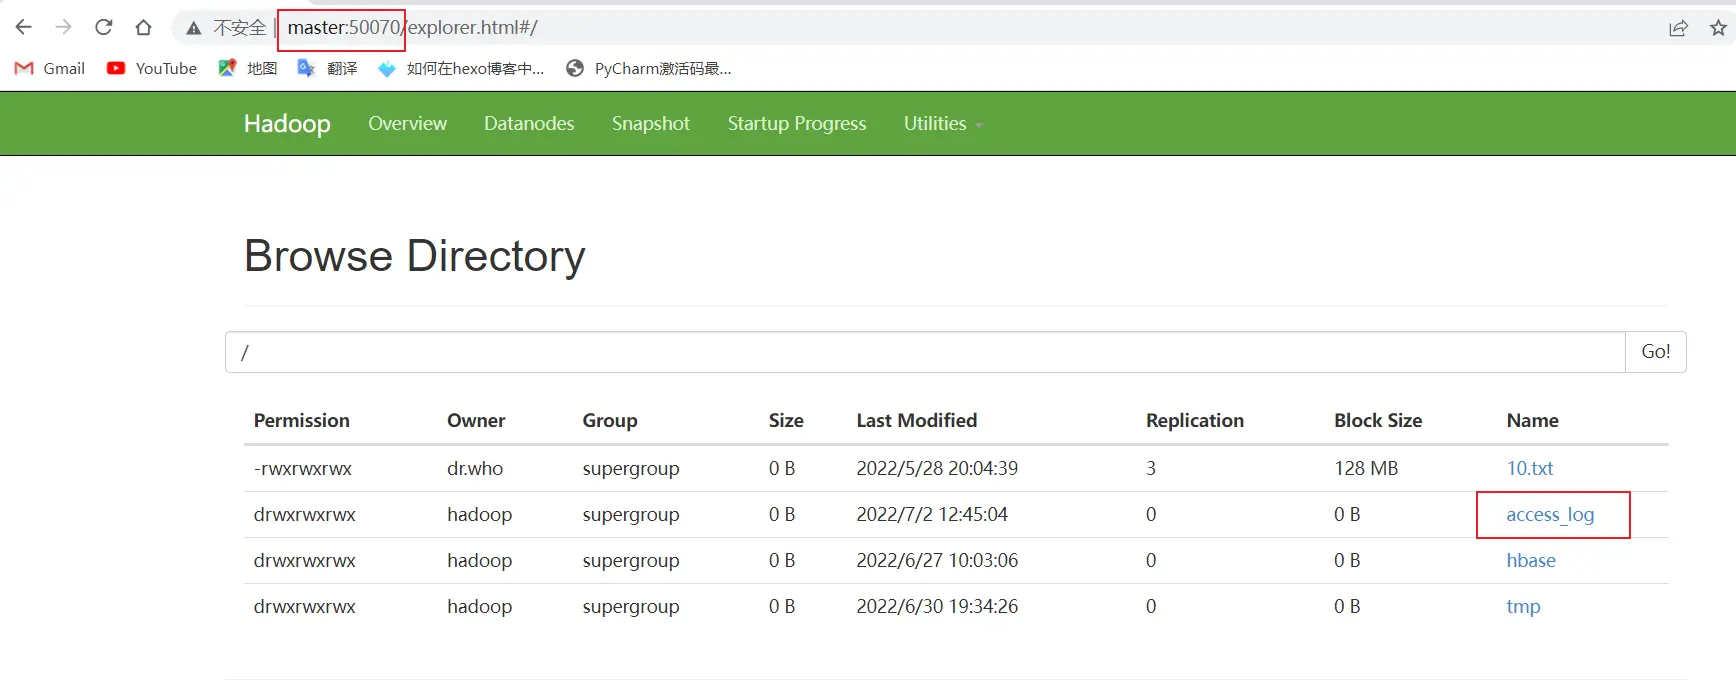 不安全 | master:50070/explorer.html#/
Gmail YouTube 地图 翻译 如何在hexo博客中... PyCharm激活码最...
Hadoop Overview Datanodes Snapshot Startup Progress Utilities
Browse Directory
/ Go!
Permission Owner Group Size Last Modified Replication Block Size Name
-rwxrwxrwx dr.who supergroup 0 B 2022/5/28 20:04:39 3 128 MB 10.txt
drwxrwxrwx hadoop supergroup 0 B 2022/7/2 12:45:04 0 0 B access_log
drwxrwxrwx hadoop supergroup 0 B 2022/6/27 10:03:06 0 0 B hbase
drwxrwxrwx hadoop supergroup 0 B 2022/6/30 19:34:26 0 0 B tmp